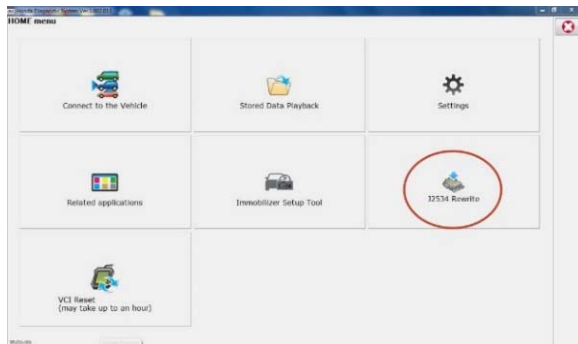 HOME menu
Connect to the Vehicle
Stored Data Playback
Settings
Related applications
Immobilizer Setup Tool
J2534 Rewrite
VCI Reset
(may take up to an hour)